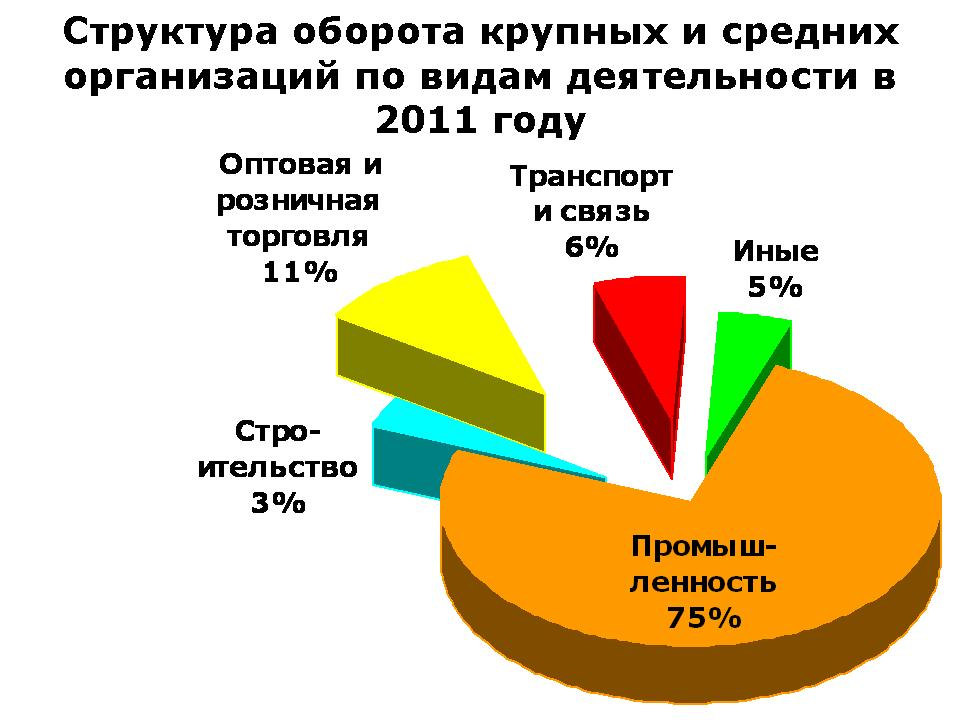 Структура оборота крупных и средних
организаций по видам деятельности в
2011 году
Оптовая и
розничная
торговля
11%
Транспорт
и связь
6%
Иные
5%
Стро-
ительство
3%
Промыш-
ленность
75%